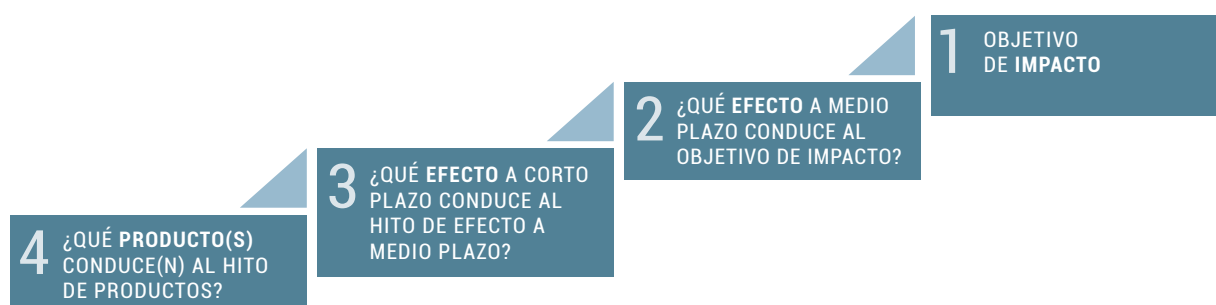 1
OBJETIVO
DE IMPACTO
2
¿QUÉ EFECTO A MEDIO
PLAZO CONDUCE AL
OBJETIVO DE IMPACTO?
3
¿QUÉ EFECTO A CORTO
PLAZO CONDUCE AL
HITO DE EFECTO A
MEDIO PLAZO?
4
¿QUÉ PRODUCTO(S)
CONDUCE(N) AL HITO
DE PRODUCTOS?